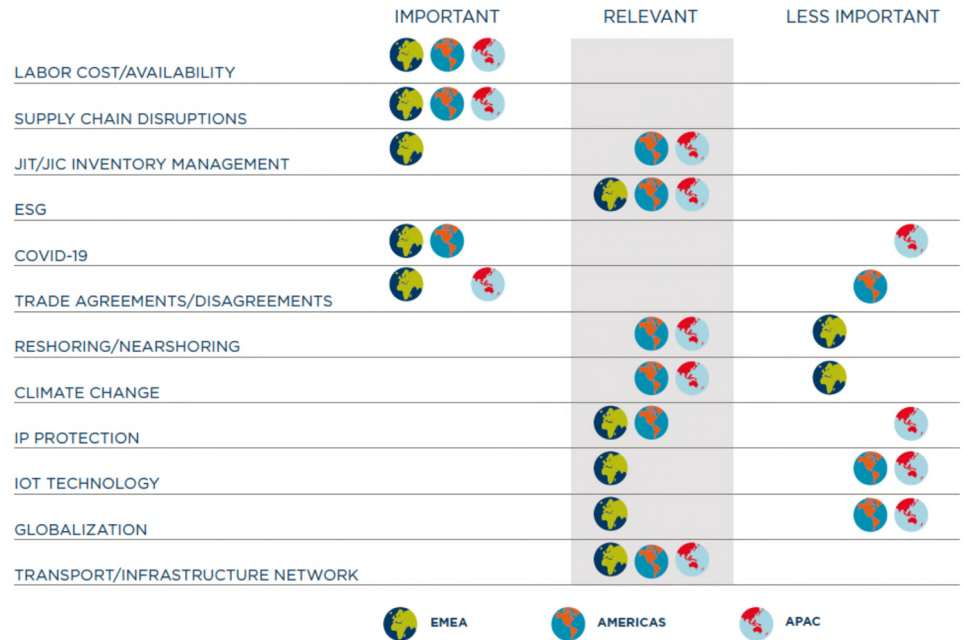 IMPORTANT RELEVANT LESS IMPORTANT
LABOR COST/AVAILABILITY
SUPPLY CHAIN DISRUPTIONS
JIT/JIC INVENTORY MANAGEMENT
ESG
COVID-19
TRADE AGREEMENTS/DISAGREEMENTS
RESHORING/NEARSHORING
CLIMATE CHANGE
IP PROTECTION
IOT TECHNOLOGY
GLOBALIZATION
TRANSPORT/INFRASTRUCTURE NETWORK
EMEA AMERICAS APAC